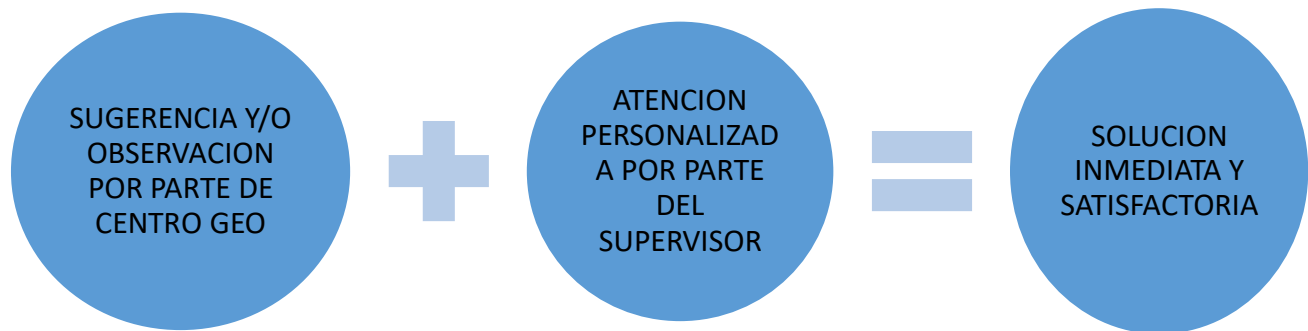 SUGERENCIA Y/O
OBSERVACION
POR PARTE DE
CENTRO GEO
ATENCION
PERSONALIZAD
A POR PARTE
DEL
SUPERVISOR
SOLUCION
INMEDIATA Y
SATISFACTORIA